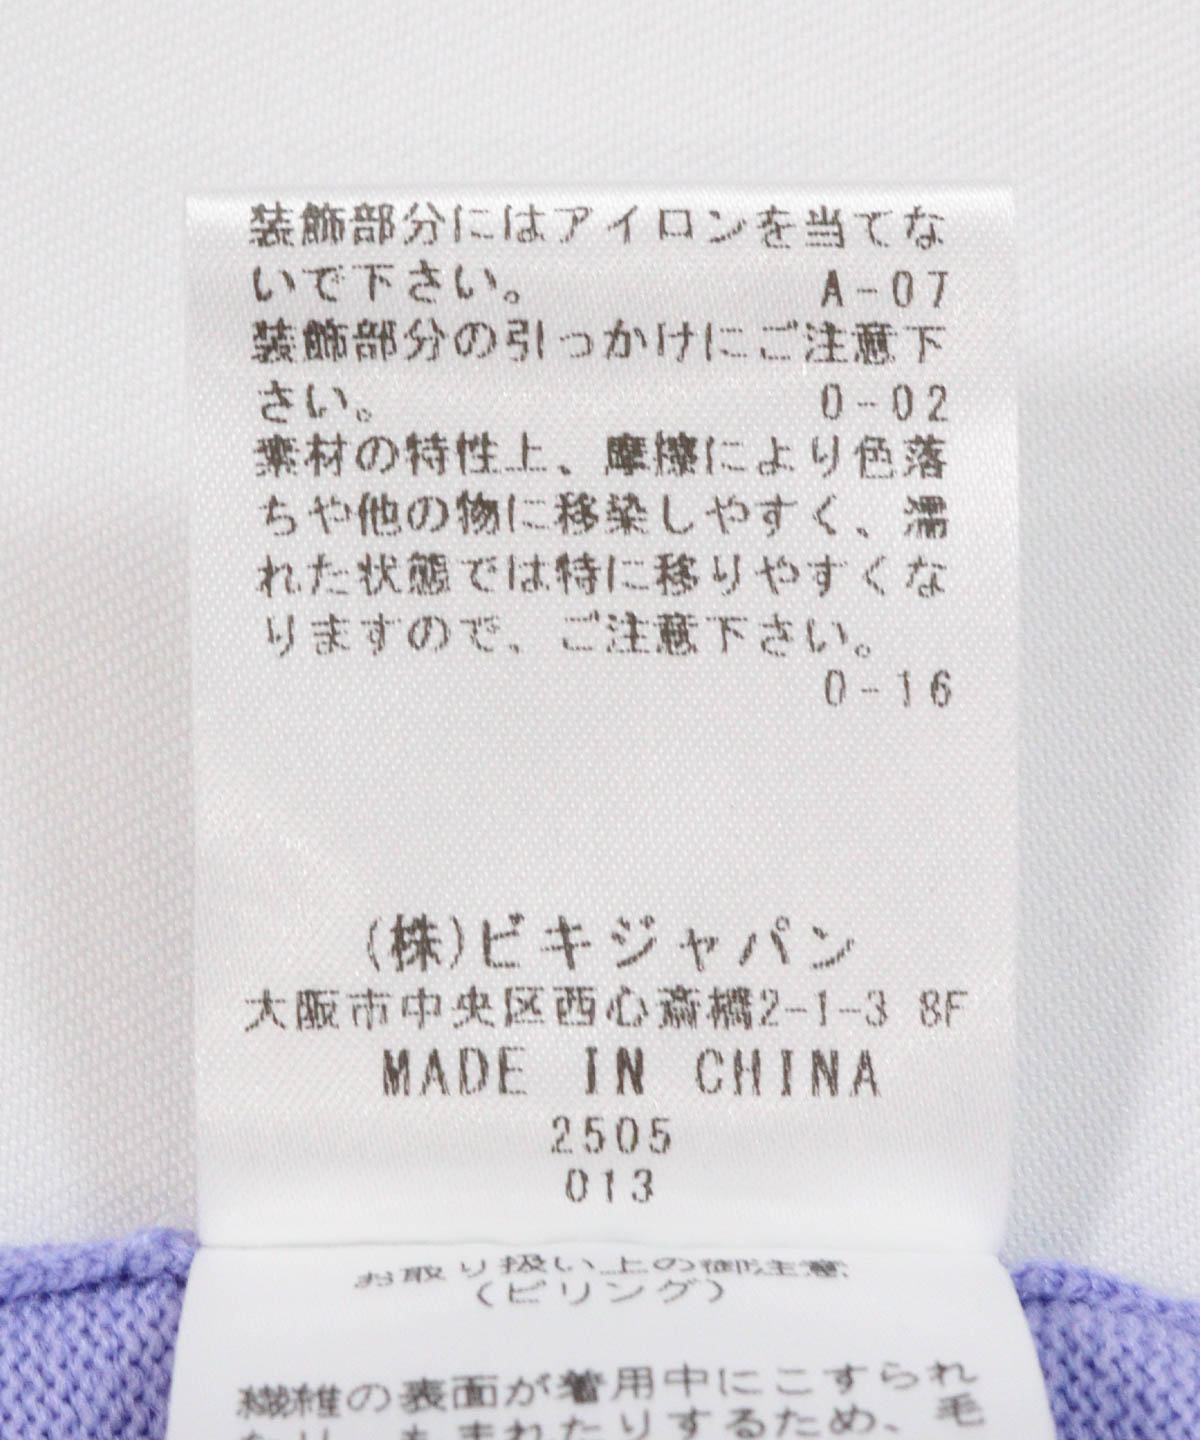 装飾部分にはアイロンを当てな
いで下さい。 A-07
装飾部分の引っかけにご注意下
さい。 0-02
素材の特性上、摩擦により色落
ちや他の物に移染しやすく、濡
れた状態では特に移りやすくな
りますので、ご注意下さい。
0-16
(株)ビキジャパン
大阪市中央区西心斎橋2-1-3 8F
MADE IN CHINA
2505
013
お取り扱い上の御注意
(ピリング)
繊維の表面が着用中にこすられ
たりするため、毛